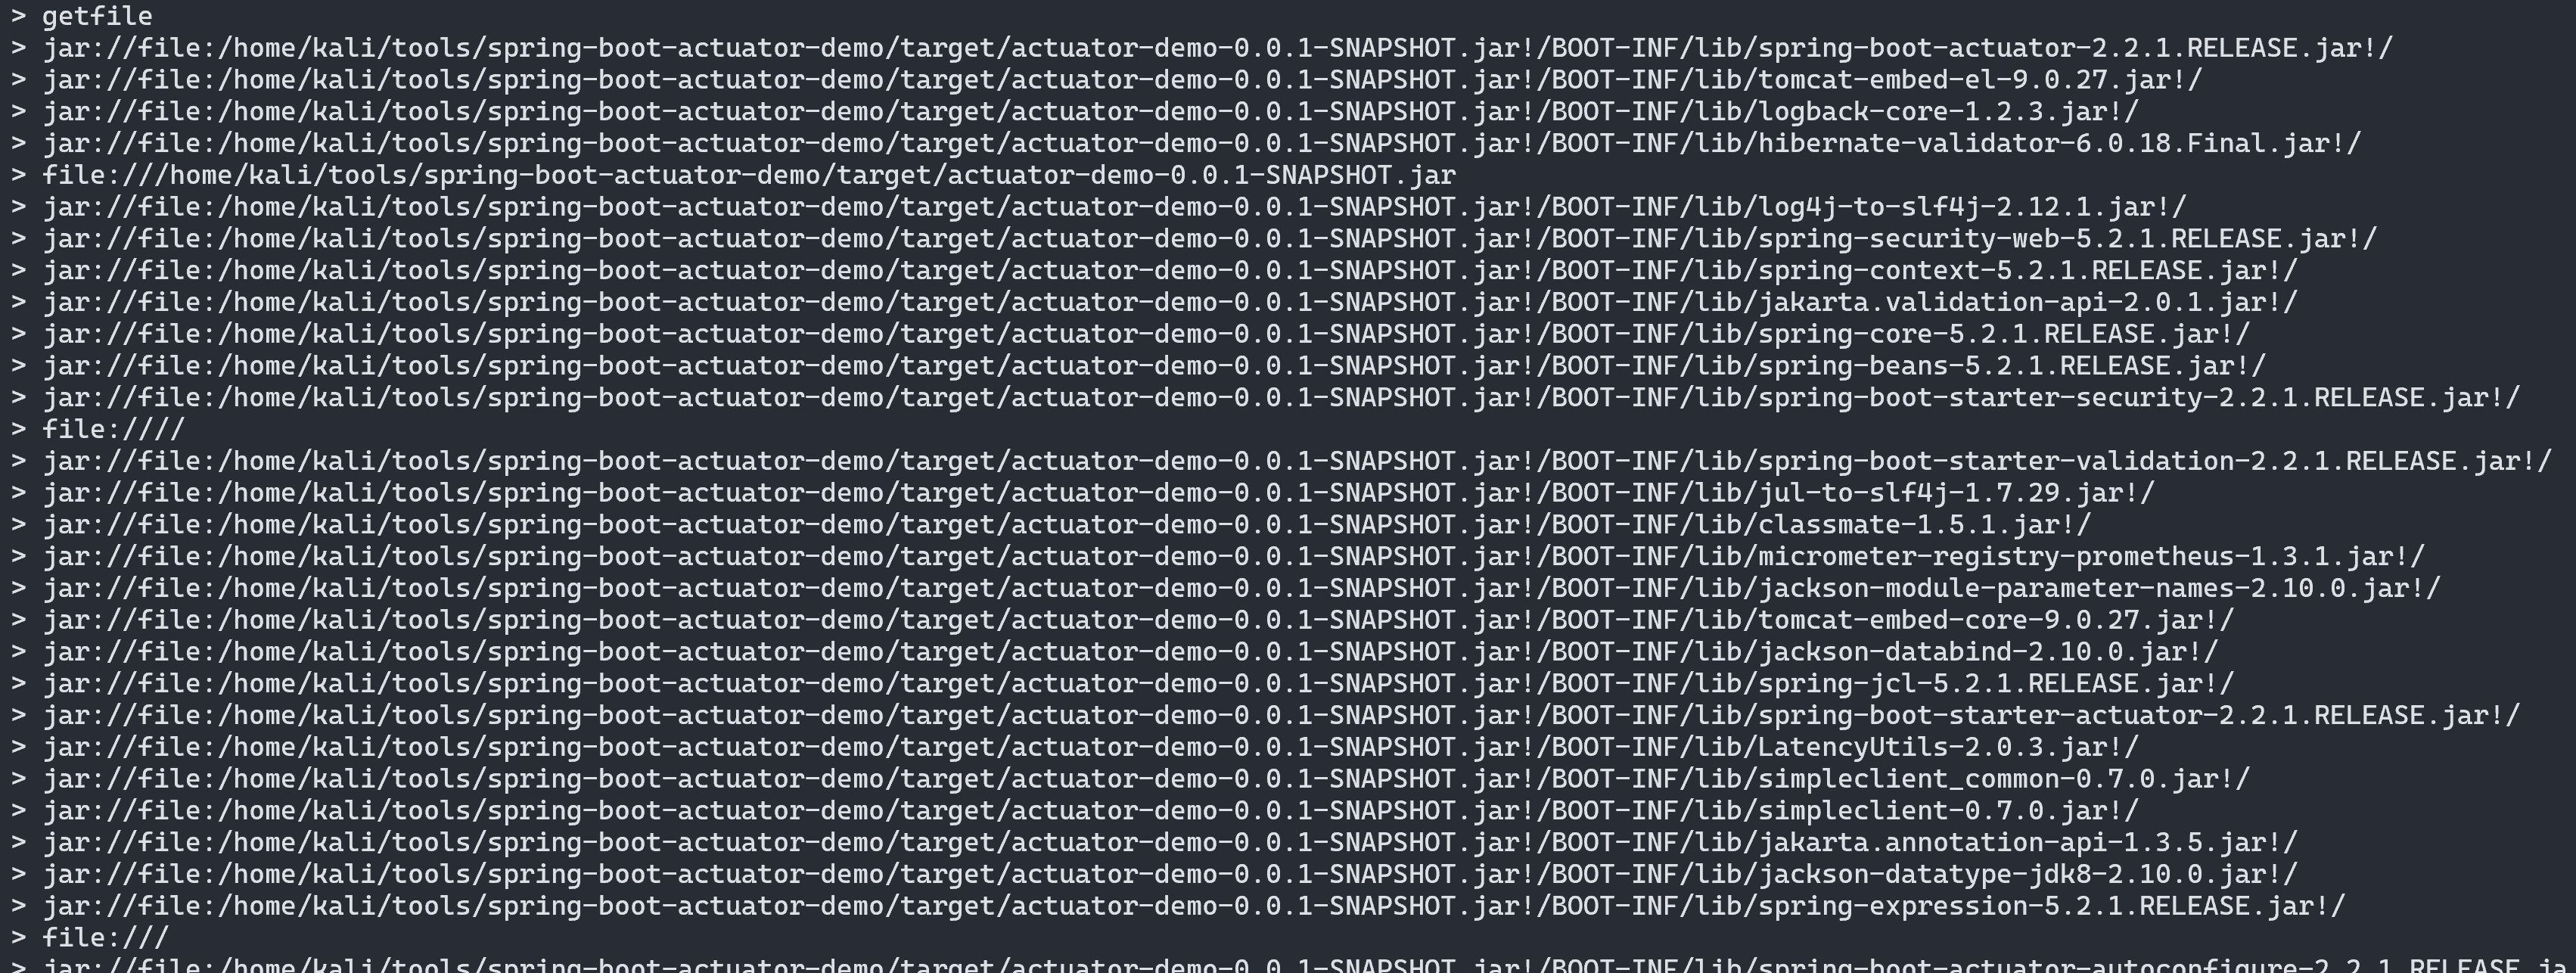 > getfile
> jar://file:/home/kali/tools/spring-boot-actuator-demo/target/actuator-demo-0.0.1-SNAPSHOT.jar!/BOOT-INF/lib/spring-boot-actuator-2.2.1.RELEASE.jar!/
> jar://file:/home/kali/tools/spring-boot-actuator-demo/target/actuator-demo-0.0.1-SNAPSHOT.jar!/BOOT-INF/lib/tomcat-embed-el-9.0.27.jar!/
> jar://file:/home/kali/tools/spring-boot-actuator-demo/target/actuator-demo-0.0.1-SNAPSHOT.jar!/BOOT-INF/lib/logback-core-1.2.3.jar!/
> jar://file:/home/kali/tools/spring-boot-actuator-demo/target/actuator-demo-0.0.1-SNAPSHOT.jar!/BOOT-INF/lib/hibernate-validator-6.0.18.Final.jar!/
> file:///home/kali/tools/spring-boot-actuator-demo/target/actuator-demo-0.0.1-SNAPSHOT.jar
> jar://file:/home/kali/tools/spring-boot-actuator-demo/target/actuator-demo-0.0.1-SNAPSHOT.jar!/BOOT-INF/lib/log4j-to-slf4j-2.12.1.jar!/
> jar://file:/home/kali/tools/spring-boot-actuator-demo/target/actuator-demo-0.0.1-SNAPSHOT.jar!/BOOT-INF/lib/spring-security-web-5.2.1.RELEASE.jar!/
> jar://file:/home/kali/tools/spring-boot-actuator-demo/target/actuator-demo-0.0.1-SNAPSHOT.jar!/BOOT-INF/lib/spring-context-5.2.1.RELEASE.jar!/
> jar://file:/home/kali/tools/spring-boot-actuator-demo/target/actuator-demo-0.0.1-SNAPSHOT.jar!/BOOT-INF/lib/jakarta.validation-api-2.0.1.jar!/
> jar://file:/home/kali/tools/spring-boot-actuator-demo/target/actuator-demo-0.0.1-SNAPSHOT.jar!/BOOT-INF/lib/spring-core-5.2.1.RELEASE.jar!/
> jar://file:/home/kali/tools/spring-boot-actuator-demo/target/actuator-demo-0.0.1-SNAPSHOT.jar!/BOOT-INF/lib/spring-beans-5.2.1.RELEASE.jar!/
> jar://file:/home/kali/tools/spring-boot-actuator-demo/target/actuator-demo-0.0.1-SNAPSHOT.jar!/BOOT-INF/lib/spring-boot-starter-security-2.2.1.RELEASE.jar!/
> file:////
> jar://file:/home/kali/tools/spring-boot-actuator-demo/target/actuator-demo-0.0.1-SNAPSHOT.jar!/BOOT-INF/lib/spring-boot-starter-validation-2.2.1.RELEASE.jar!/
> jar://file:/home/kali/tools/spring-boot-actuator-demo/target/actuator-demo-0.0.1-SNAPSHOT.jar!/BOOT-INF/lib/jul-to-slf4j-1.7.29.jar!/
> jar://file:/home/kali/tools/spring-boot-actuator-demo/target/actuator-demo-0.0.1-SNAPSHOT.jar!/BOOT-INF/lib/classmate-1.5.1.jar!/
> jar://file:/home/kali/tools/spring-boot-actuator-demo/target/actuator-demo-0.0.1-SNAPSHOT.jar!/BOOT-INF/lib/micrometer-registry-prometheus-1.3.1.jar!/
> jar://file:/home/kali/tools/spring-boot-actuator-demo/target/actuator-demo-0.0.1-SNAPSHOT.jar!/BOOT-INF/lib/jackson-module-parameter-names-2.10.0.jar!/
> jar://file:/home/kali/tools/spring-boot-actuator-demo/target/actuator-demo-0.0.1-SNAPSHOT.jar!/BOOT-INF/lib/tomcat-embed-core-9.0.27.jar!/
> jar://file:/home/kali/tools/spring-boot-actuator-demo/target/actuator-demo-0.0.1-SNAPSHOT.jar!/BOOT-INF/lib/jackson-databind-2.10.0.jar!/
> jar://file:/home/kali/tools/spring-boot-actuator-demo/target/actuator-demo-0.0.1-SNAPSHOT.jar!/BOOT-INF/lib/spring-jcl-5.2.1.RELEASE.jar!/
> jar://file:/home/kali/tools/spring-boot-actuator-demo/target/actuator-demo-0.0.1-SNAPSHOT.jar!/BOOT-INF/lib/spring-boot-starter-actuator-2.2.1.RELEASE.jar!/
> jar://file:/home/kali/tools/spring-boot-actuator-demo/target/actuator-demo-0.0.1-SNAPSHOT.jar!/BOOT-INF/lib/LatencyUtils-2.0.3.jar!/
> jar://file:/home/kali/tools/spring-boot-actuator-demo/target/actuator-demo-0.0.1-SNAPSHOT.jar!/BOOT-INF/lib/simpleclient_common-0.7.0.jar!/
> jar://file:/home/kali/tools/spring-boot-actuator-demo/target/actuator-demo-0.0.1-SNAPSHOT.jar!/BOOT-INF/lib/simpleclient-0.7.0.jar!/
> jar://file:/home/kali/tools/spring-boot-actuator-demo/target/actuator-demo-0.0.1-SNAPSHOT.jar!/BOOT-INF/lib/jakarta.annotation-api-1.3.5.jar!/
> jar://file:/home/kali/tools/spring-boot-actuator-demo/target/actuator-demo-0.0.1-SNAPSHOT.jar!/BOOT-INF/lib/jackson-datatype-jdk8-2.10.0.jar!/
> jar://file:/home/kali/tools/spring-boot-actuator-demo/target/actuator-demo-0.0.1-SNAPSHOT.jar!/BOOT-INF/lib/spring-expression-5.2.1.RELEASE.jar!/
> file:///
> jar://file:/home/kali/tools/spring-boot-actuator-demo/target/actuator-demo-0.0.1-SNAPSHOT.jar!/BOOT-INF/lib/spring-boot-actuator-autoconfigure-2.2.1.RELEASE.ja